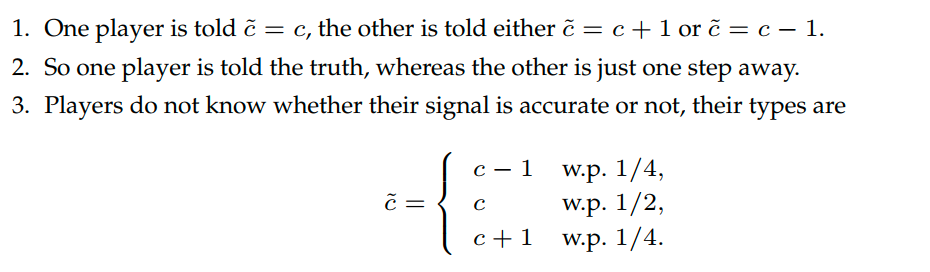 1. One player is told c̃ = c, the other is told either c̃ = c + 1 or c̃ = c − 1.
2. So one player is told the truth, whereas the other is just one step away.
3. Players do not know whether their signal is accurate or not, their types are
c − 1 w.p. 1/4,
c̃ = { c w.p. 1/2,
c + 1 w.p. 1/4.